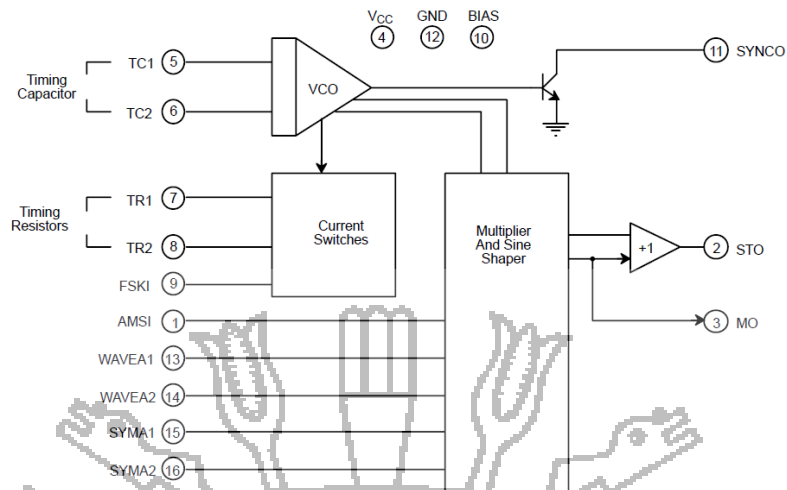 VCC GND BIAS
4 12 10
11 SYNCO
Timing
Capacitor
TC1 5
TC2 6
VCO
Timing
Resistors
TR1 7
TR2 8
FSKI 9
Current
Switches
Multiplier
And Sine
Shaper
+1
2 STO
3 MO
AMSI 1
WAVEA1 13
WAVEA2 14
SYMA1 15
SYMA2 16